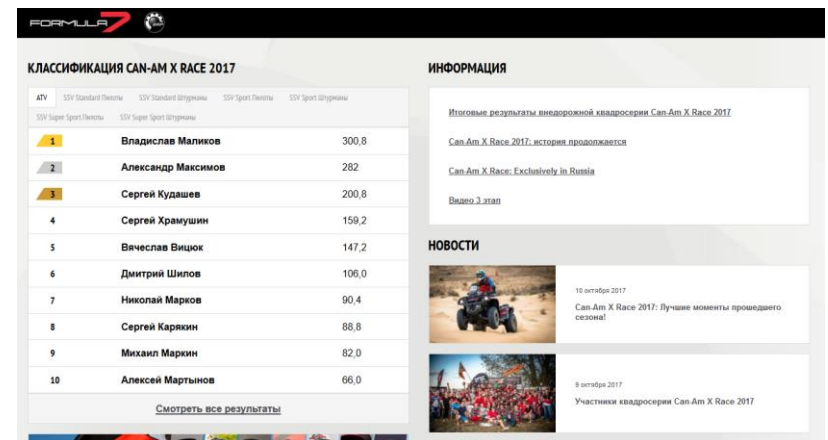 FORMULA 7
КЛАССИФИКАЦИЯ CAN-AM X RACE 2017
ATV SSV Standard Пилоты SSV Standard Штурманы SSV Sport Пилоты SSV Sport Штурманы
SSV Super Sport Пилоты SSV Super Sport Штурманы
1 Владислав Маликов 300,8
2 Александр Максимов 282
3 Сергей Кудашев 200,8
4 Сергей Храмушин 159,2
5 Вячеслав Вицюк 147,2
6 Дмитрий Шилов 106,0
7 Николай Марков 90,4
8 Сергей Карякин 88,8
9 Михаил Маркин 82,0
10 Алексей Мартынов 66,0
Смотреть все результаты
ИНФОРМАЦИЯ
Итоговые результаты внедорожной квадросерии Can-Am X Race 2017
Can-Am X Race 2017: история продолжается
Can-Am X Race: Exclusively in Russia
Видео 3 этап
НОВОСТИ
10 октября 2017
Can-Am X Race 2017: Лучшие моменты прошедшего
сезона!
9 октября 2017
Участники квадросерии Can-Am X Race 2017